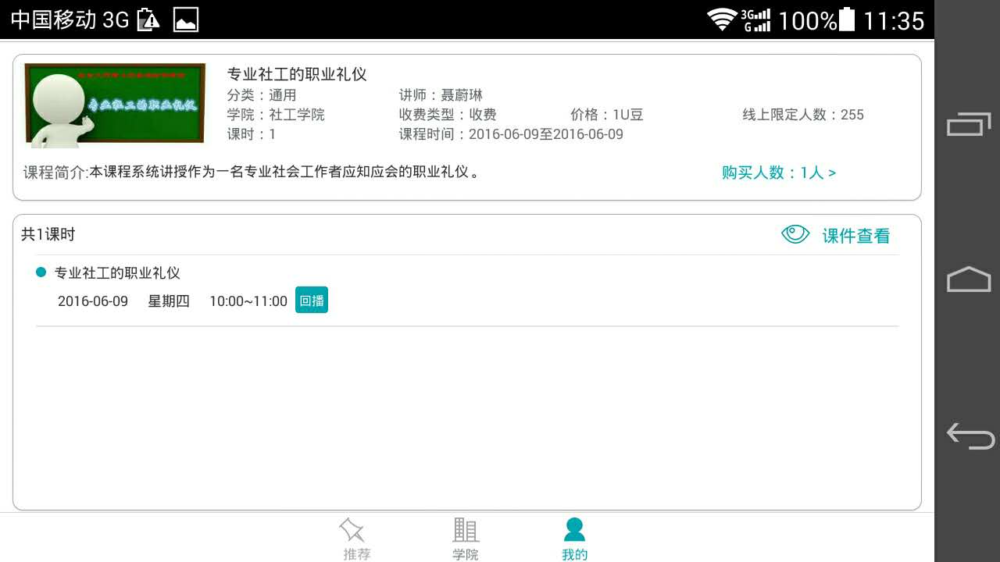 中国移动 3G 3G G 100% 11:35
专业社工的职业礼仪
专业社工的职业礼仪
分类：通用 讲师：聂蔚琳
学院：社工学院 收费类型：收费 价格：1U豆 线上限定人数：255
课时：1 课程时间：2016-06-09至2016-06-09
课程简介:本课程系统讲授作为一名专业社会工作者应知应会的职业礼仪。 购买人数：1人 >
共1课时 课件查看
专业社工的职业礼仪
2016-06-09 星期四 10:00~11:00 回播
推荐 学院 我的